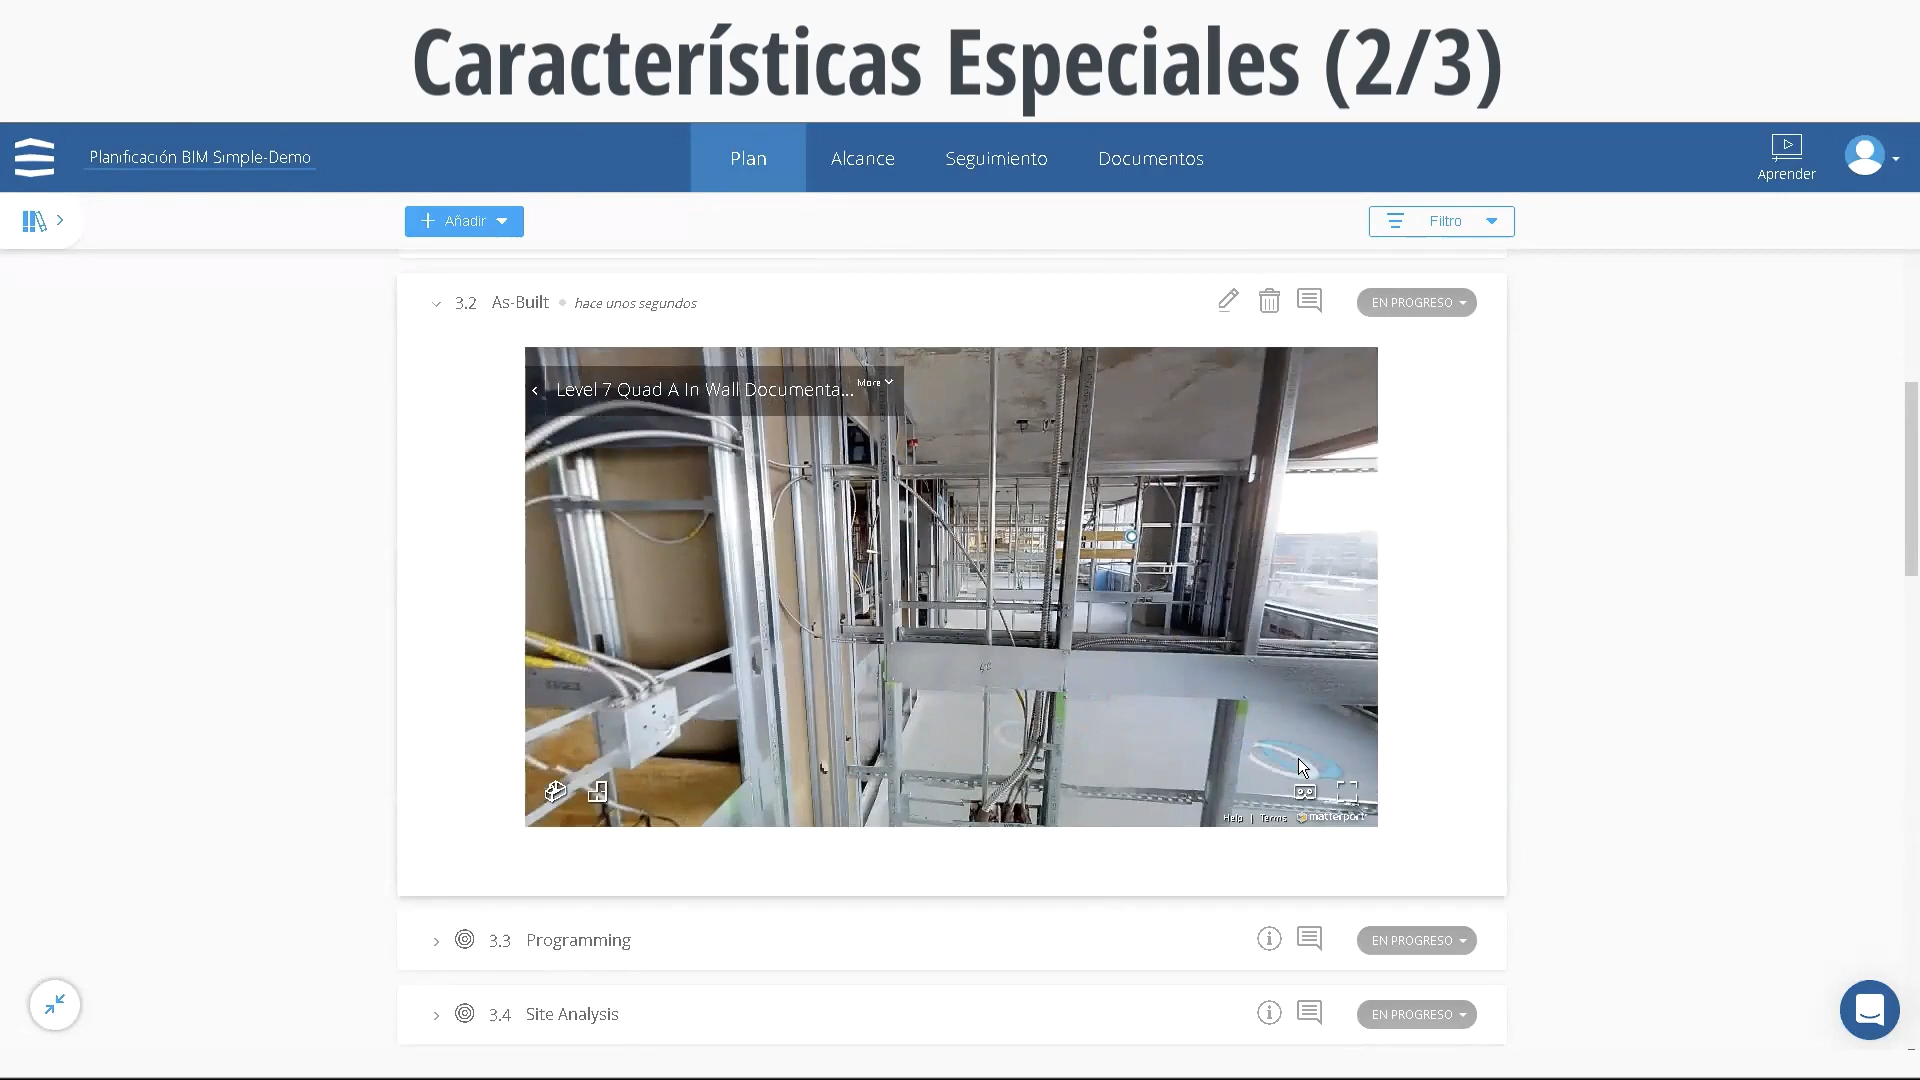 Características Especiales (2/3)
Planificación BIM Simple-Demo
Plan
Alcance
Seguimiento
Documentos
Aprender
Añadir
Filtro
3.2 As-Built hace unos segundos
EN PROGRESO
Level 7 Quad A In Wall Documenta...
More
Help | Terms matterport
3.3 Programming
EN PROGRESO
3.4 Site Analysis
EN PROGRESO